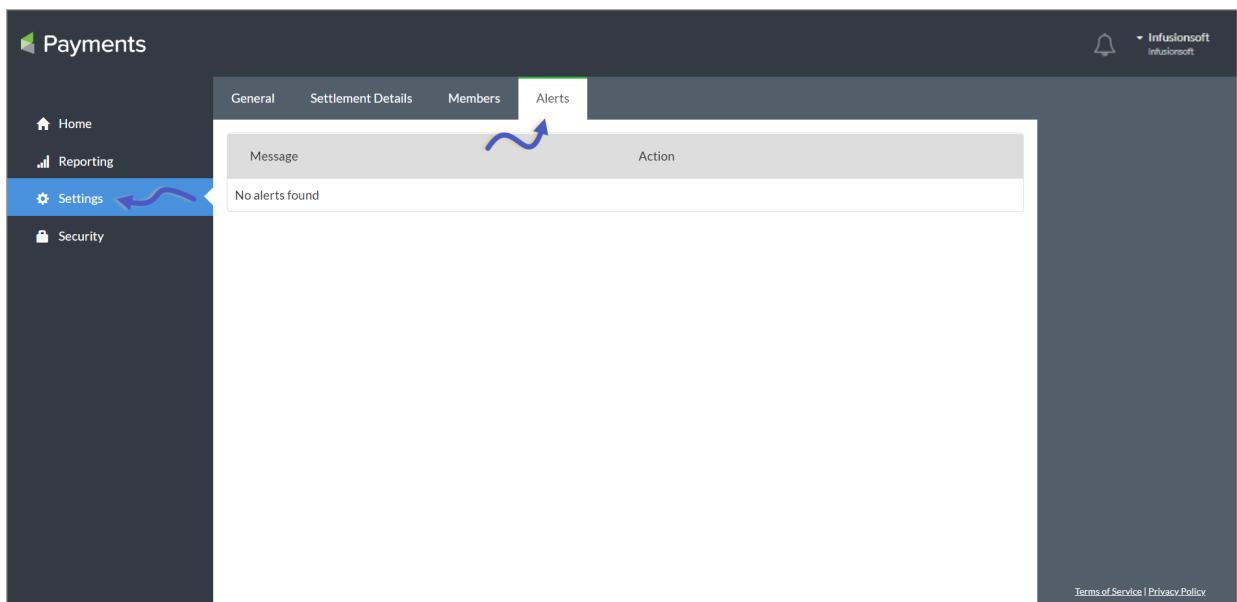 Payments
Infusionsoft
Infusionsoft
General Settlement Details Members Alerts
Home
Reporting
Settings
Security
Message Action
No alerts found
Terms of Service | Privacy Policy